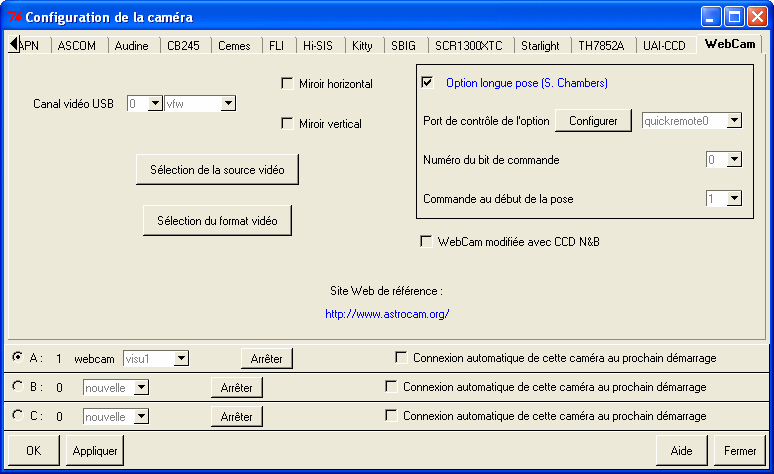 Configuration de la caméra
APN ASCOM Audine CB245 Cemes FLI Hi-SIS Kitty SBIG SCR1300XTC Starlight TH7852A UAI-CCD WebCam
Canal vidéo USB 0 vfw
Miroir horizontal
Miroir vertical
Sélection de la source vidéo
Sélection du format vidéo
Option longue pose (S. Chambers)
Port de contrôle de l'option Configurer quickremote0
Numéro du bit de commande 0
Commande au début de la pose 1
WebCam modifiée avec CCD N&B
Site Web de référence :
http://www.astrocam.org/
A : 1 webcam visu1 Arrêter Connexion automatique de cette caméra au prochain démarrage
B : 0 nouvelle Arrêter Connexion automatique de cette caméra au prochain démarrage
C : 0 nouvelle Arrêter Connexion automatique de cette caméra au prochain démarrage
OK Appliquer Aide Fermer